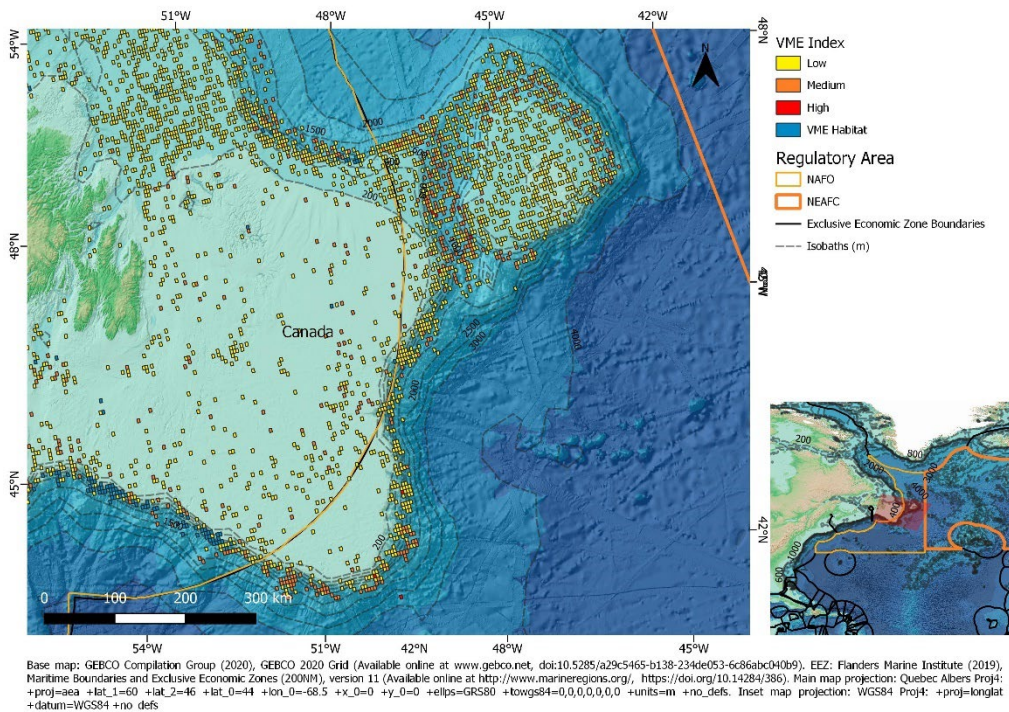 51°W 48°W 45°W 42°W
54°W
48°N
48°N
45°N
42°N
1500
2000
200
Canada
2000
4000
2000
200
0 100 200 300 km
54°W 51°W 48°W 45°W
N
VME Index
Low
Medium
High
VME Habitat
Regulatory Area
NAFO
NEAFC
Exclusive Economic Zone Boundaries
Isobaths (m)
200
800
400
1000
600
Base map: GEBCO Compilation Group (2020), GEBCO 2020 Grid (Available online at www.gebco.net, doi:10.5285/a29c5465-b138-234de053-6c86abc040b9). EEZ: Flanders Marine Institute (2019),
Maritime Boundaries and Exclusive Economic Zones (200NM), version 11 (Available online at http://www.marineregions.org/, https://doi.org/10.14284/386). Main map projection: Quebec Albers Proj4:
+proj=aea +lat_1=60 +lat_2=46 +lat_0=44 +lon_0=-68.5 +x_0=0 +y_0=0 +ellps=GRS80 +towgs84=0,0,0,0,0,0,0 +units=m +no_defs. Inset map projection: WGS84 Proj4: +proj=longlat
+datum=WGS84 +no_defs